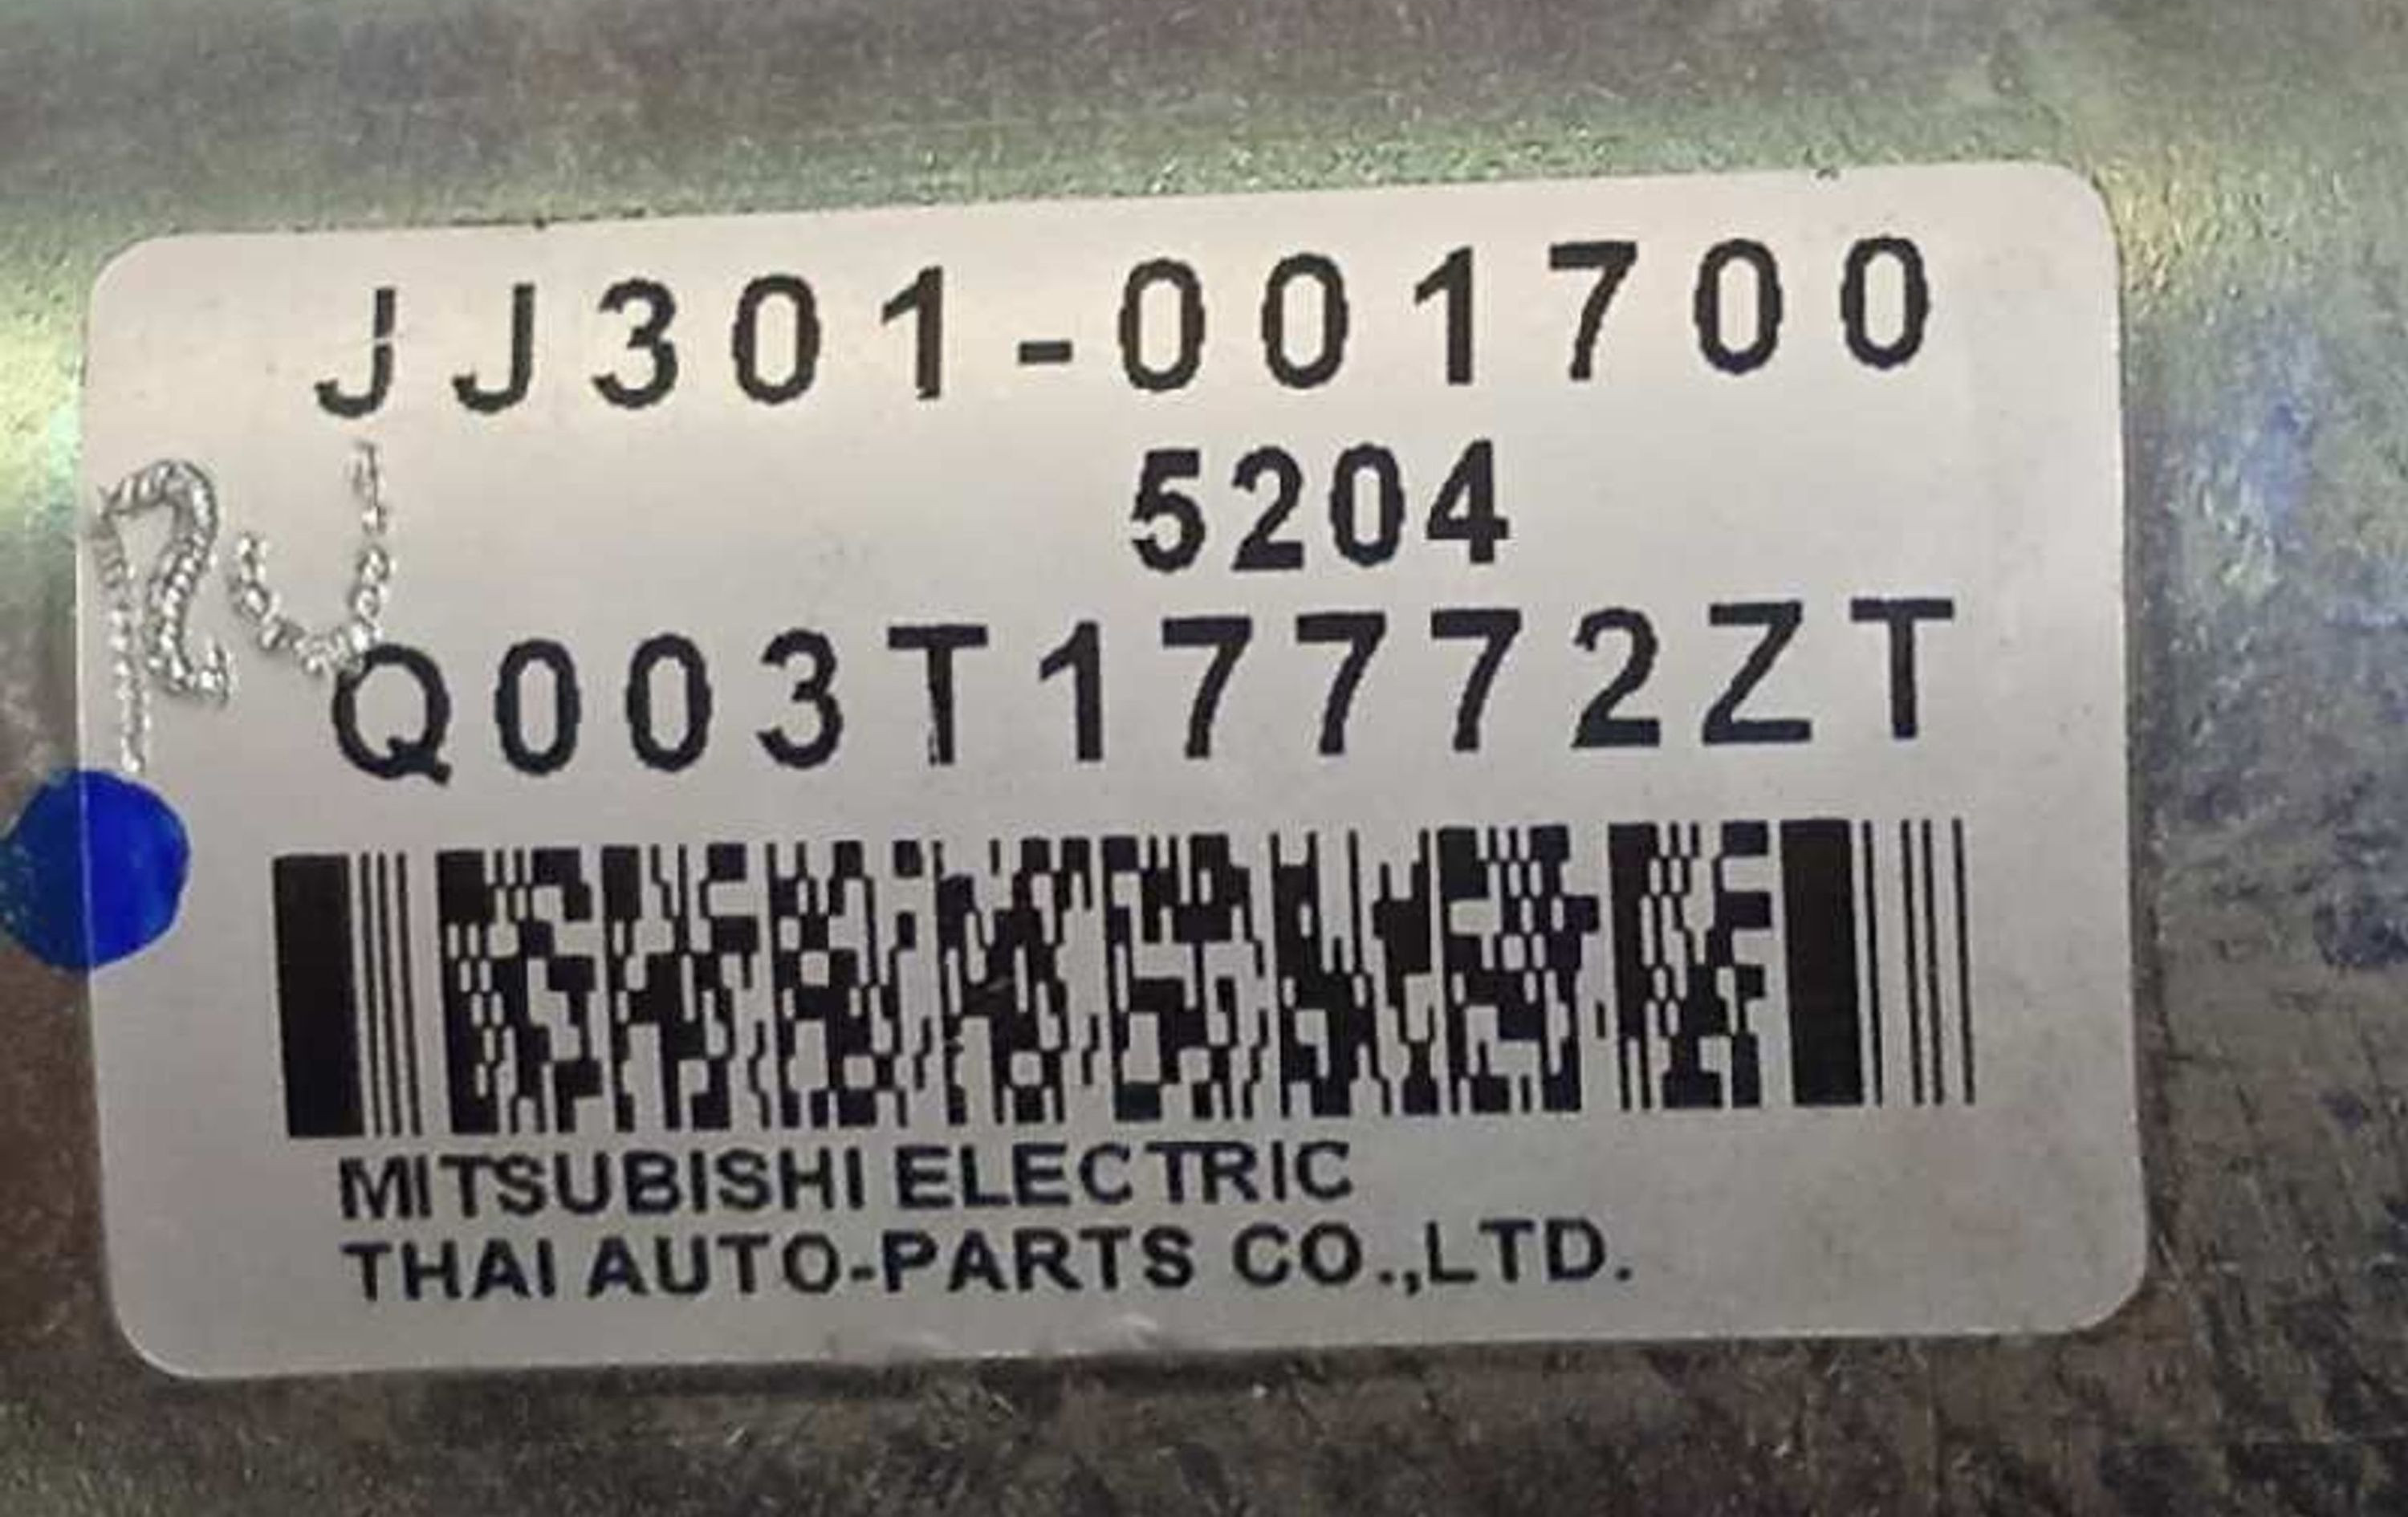 JJ301-001700
5204
Q003T17772ZT
MITSUBISHI ELECTRIC
THAI AUTO-PARTS CO.,LTD.